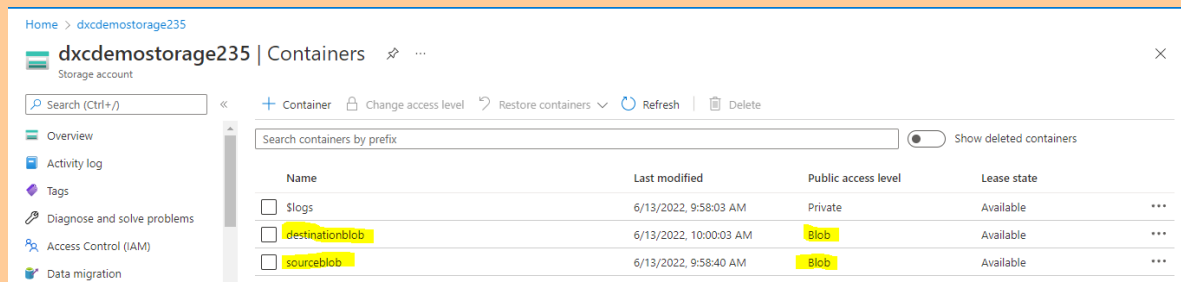 Home > dxcdemostorage235
dxcdemostorage235 | Containers ...
Storage account
Search (Ctrl+/) «
+ Container Change access level Restore containers Refresh Delete
Overview
Search containers by prefix Show deleted containers
Activity log
Name Last modified Public access level Lease state
Tags
$logs 6/13/2022, 9:58:03 AM Private Available ...
Diagnose and solve problems
destinationblob 6/13/2022, 10:00:03 AM Blob Available ...
Access Control (IAM)
sourceblob 6/13/2022, 9:58:40 AM Blob Available ...
Data migration